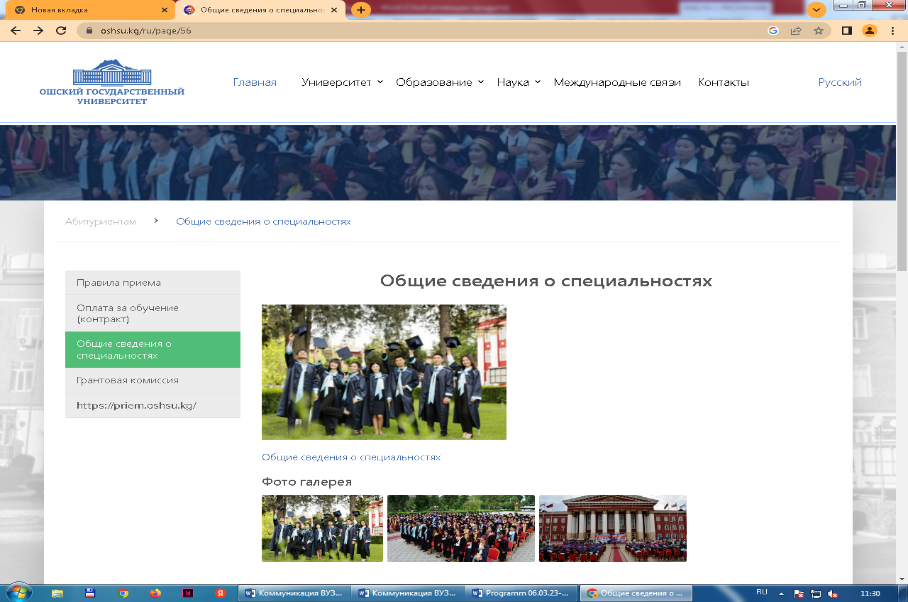 Новая вкладка
Общие сведения о специальнос
oshsu.kg/ru/page/56
ОШСКИЙ ГОСУДАРСТВЕННЫЙ
УНИВЕРСИТЕТ
Главная Университет Образование Наука Международные связи Контакты Русский
Абитуриентам > Общие сведения о специальностях
Правила приема
Оплата за обучение
(контракт)
Общие сведения о
специальностях
Грантовая комиссия
https://priem.oshsu.kg/
Общие сведения о специальностях
Общие сведения о специальностях
Фото галерея
Коммуникация ВУЗ...
Коммуникация ВУЗ...
Programm 06.03.23-...
Общие сведения о ...
RU
11:30